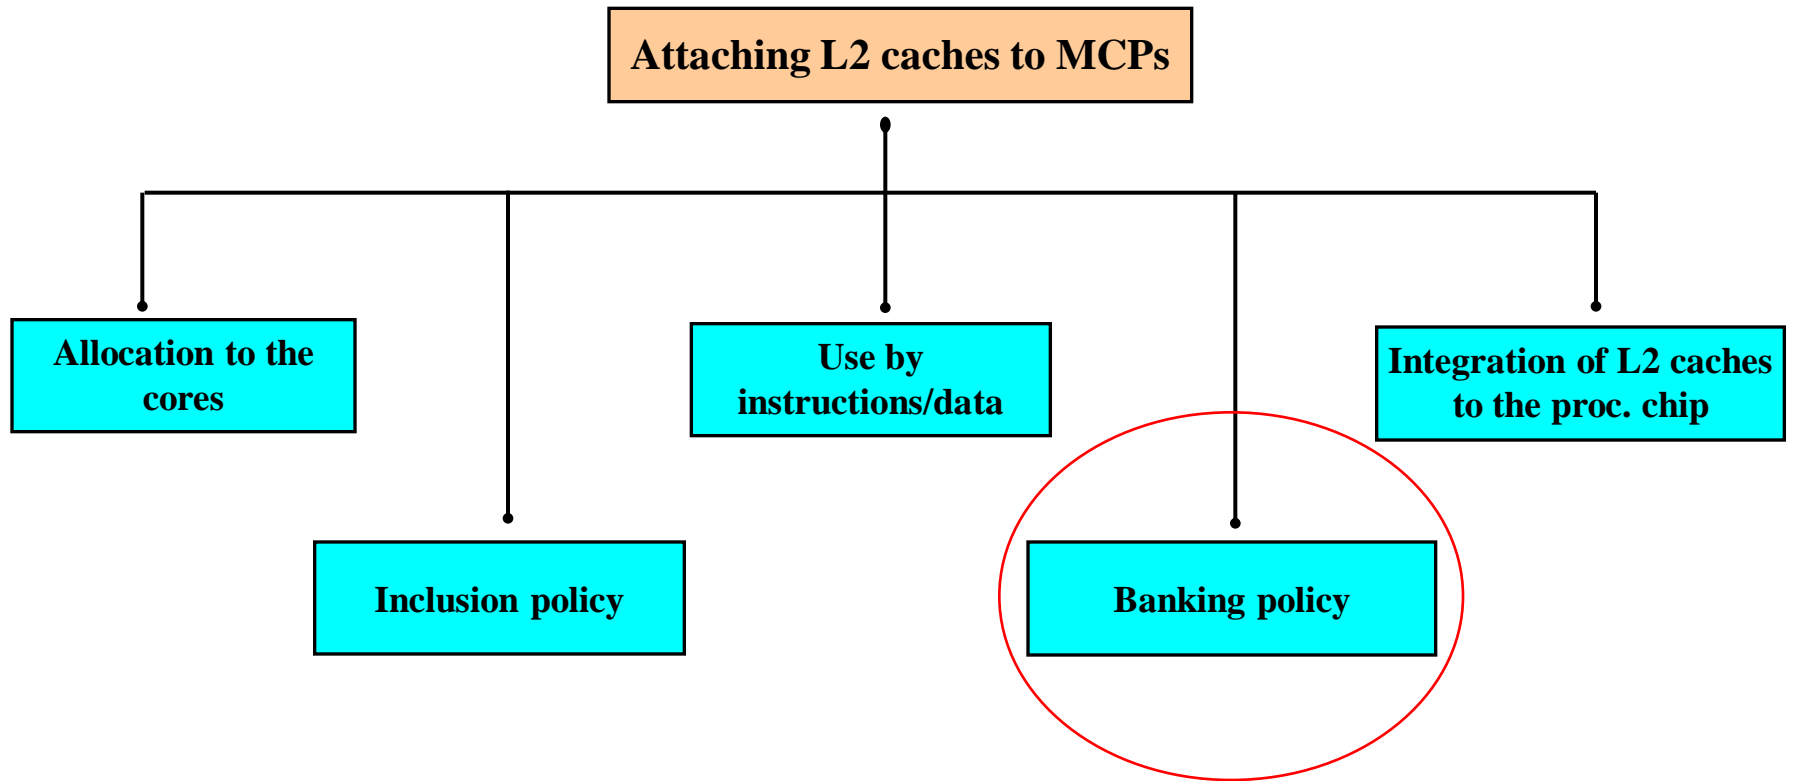 Attaching L2 caches to MCPs
Allocation to the
cores
Use by
instructions/data
Integration of L2 caches
to the proc. chip
Inclusion policy
Banking policy